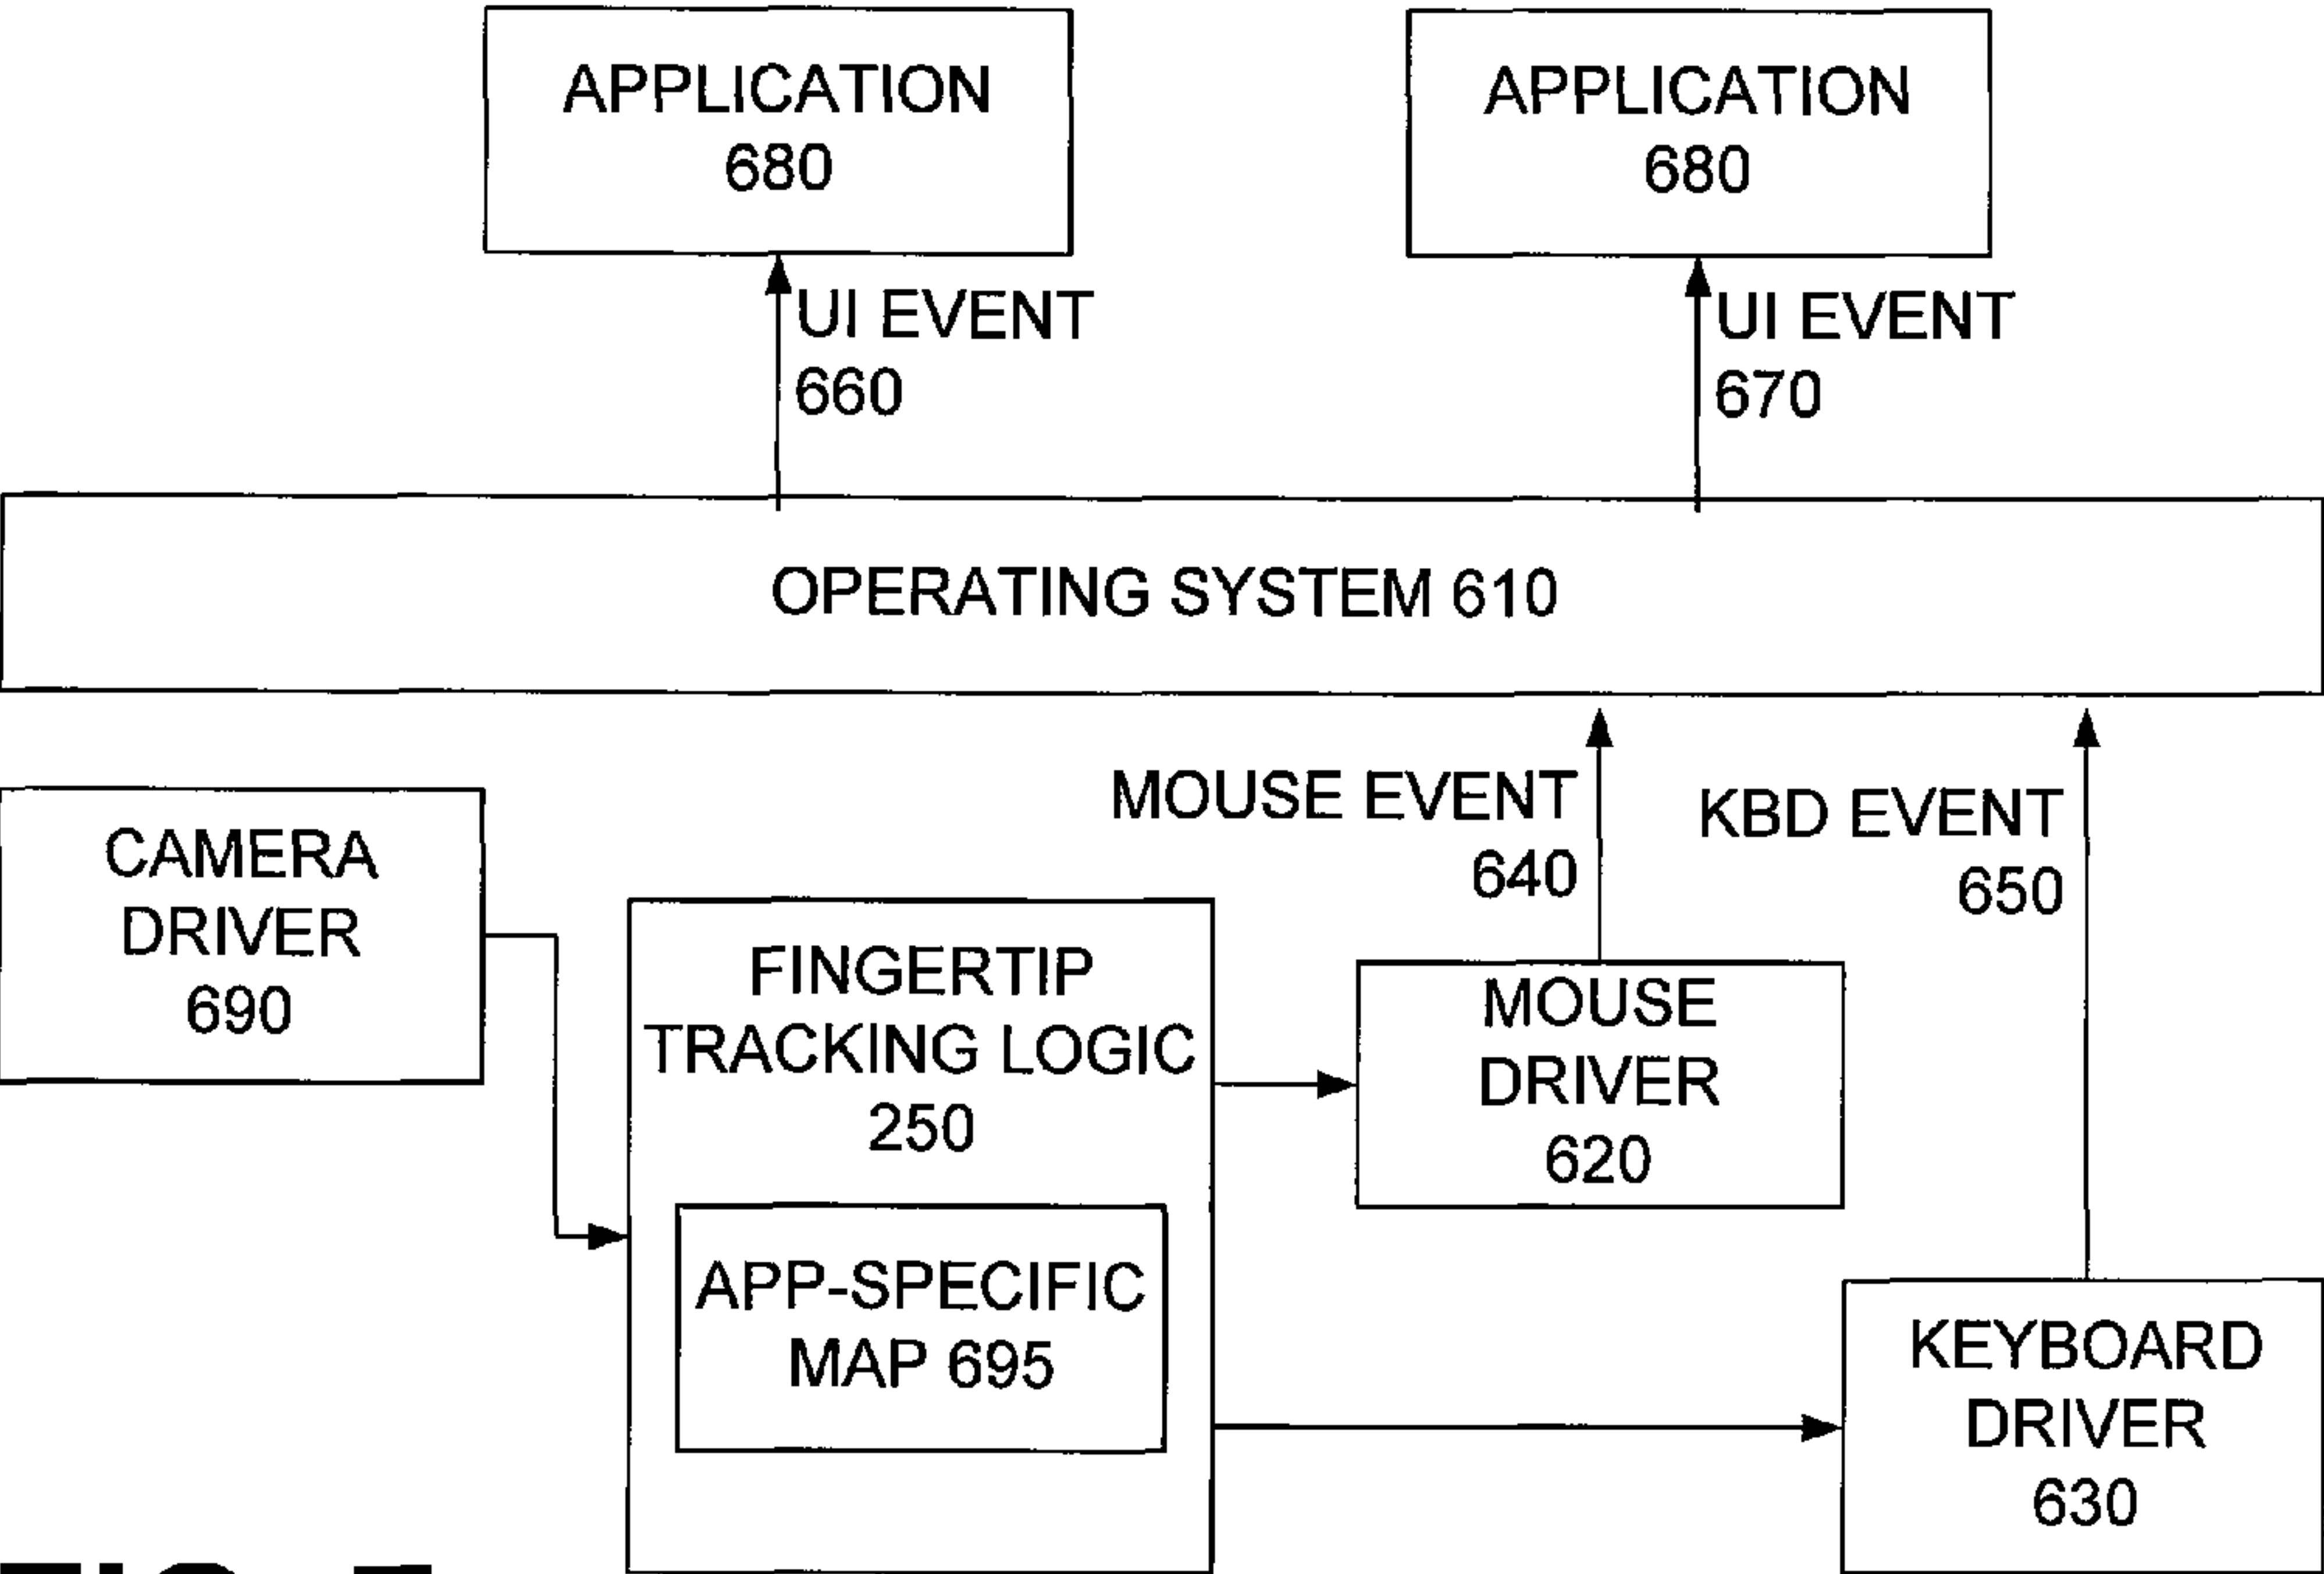 APPLICATION
680
APPLICATION
680
UI EVENT
660
UI EVENT
670
OPERATING SYSTEM 610
MOUSE EVENT
640
KBD EVENT
650
CAMERA
DRIVER
690
FINGERTIP
TRACKING LOGIC
250
APP-SPECIFIC
MAP 695
MOUSE
DRIVER
620
KEYBOARD
DRIVER
630